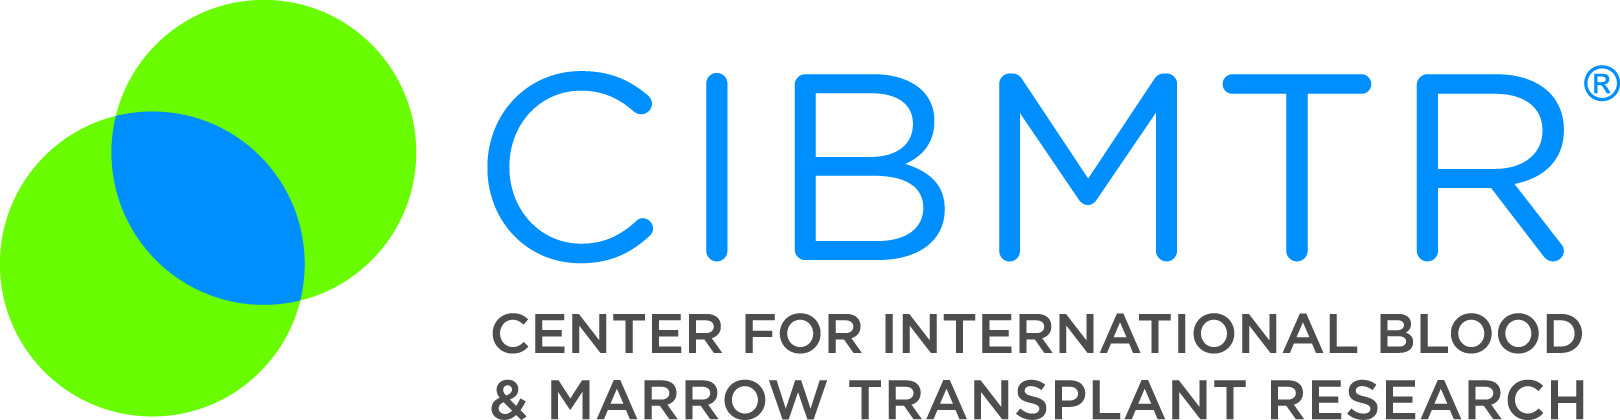 CIBMTR®
CENTER FOR INTERNATIONAL BLOOD
& MARROW TRANSPLANT RESEARCH